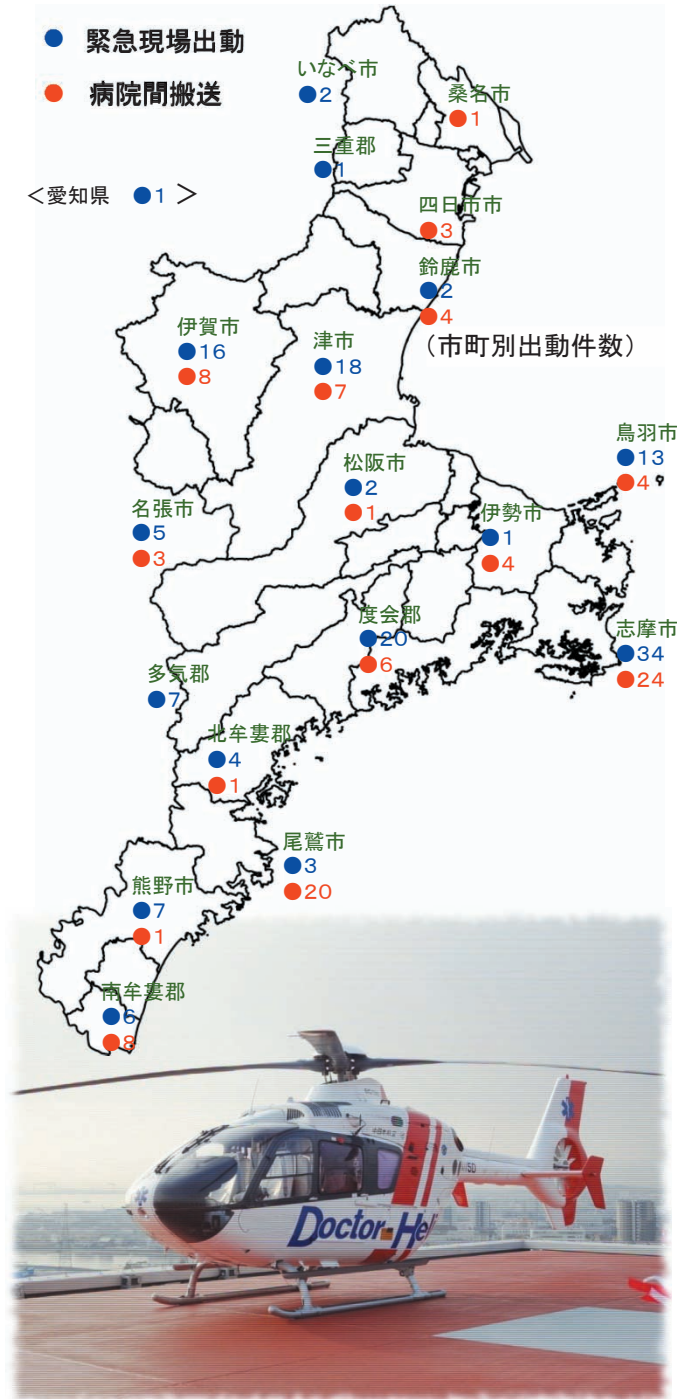 ● 緊急現場出動
● 病院間搬送
いなべ市
●2
桑名市
●1
三重郡
●1
＜愛知県 ●1＞
四日市市
●3
鈴鹿市
●2
●4
（市町別出動件数）
伊賀市
●16
●8
津市
●18
●7
鳥羽市
●13
●4
松阪市
●2
●1
名張市
●5
●3
伊勢市
●1
●4
度会郡
●20
●6
志摩市
●34
●24
多気郡
●7
北牟婁郡
●4
●1
尾鷲市
●3
●20
熊野市
●7
●1
南牟婁郡
●6
●8
Doctor-Heli